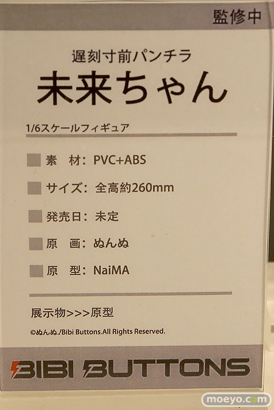 監修中
遅刻寸前パンチラ
未来ちゃん
1/6スケールフィギュア
素 材：PVC+ABS
サイズ：全高約260mm
発売日：未定
原 画：ぬんぬ
原 型：NaiMA
展示物>>>原型
©ぬんぬ./Bibi Buttons.All Rights Reserved.
BIBI BUTTONS
moeyo.com